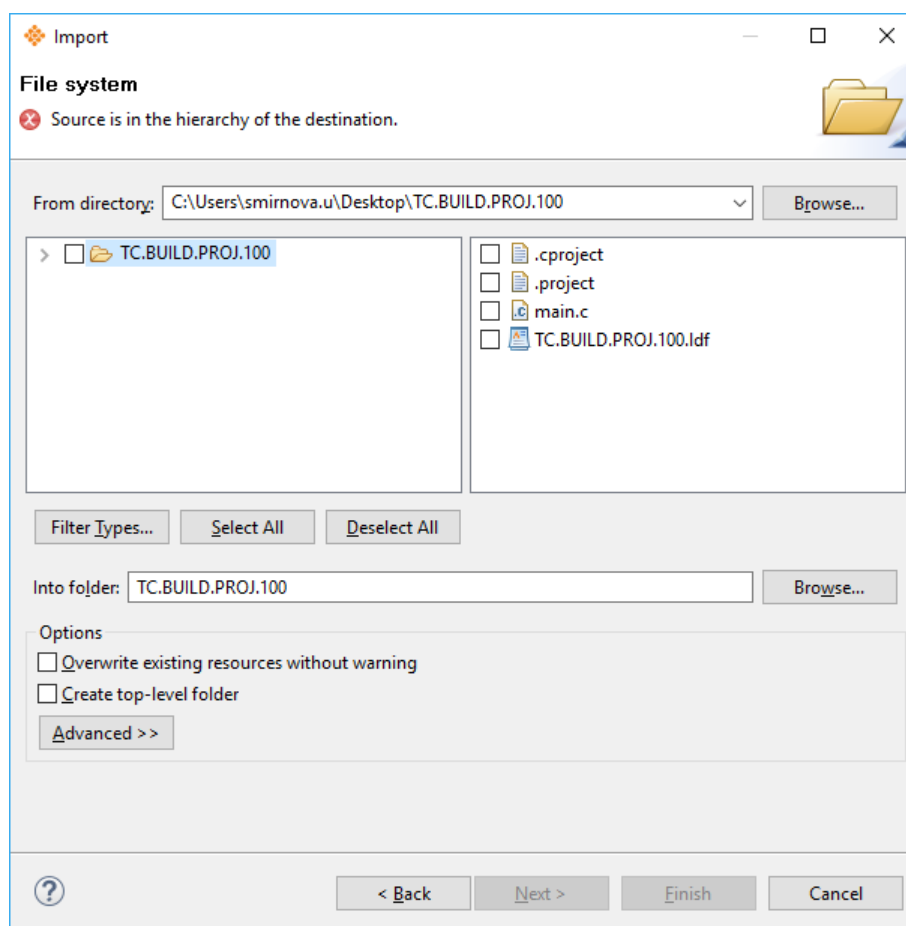 Import
File system
Source is in the hierarchy of the destination.
From directory: C:\Users\smirnova.u\Desktop\TC.BUILD.PROJ.100 Browse...
TC.BUILD.PROJ.100
.cproject
.project
main.c
TC.BUILD.PROJ.100.ldf
Filter Types... Select All Deselect All
Into folder: TC.BUILD.PROJ.100 Browse...
Options
Overwrite existing resources without warning
Create top-level folder
Advanced >>
< Back Next > Finish Cancel